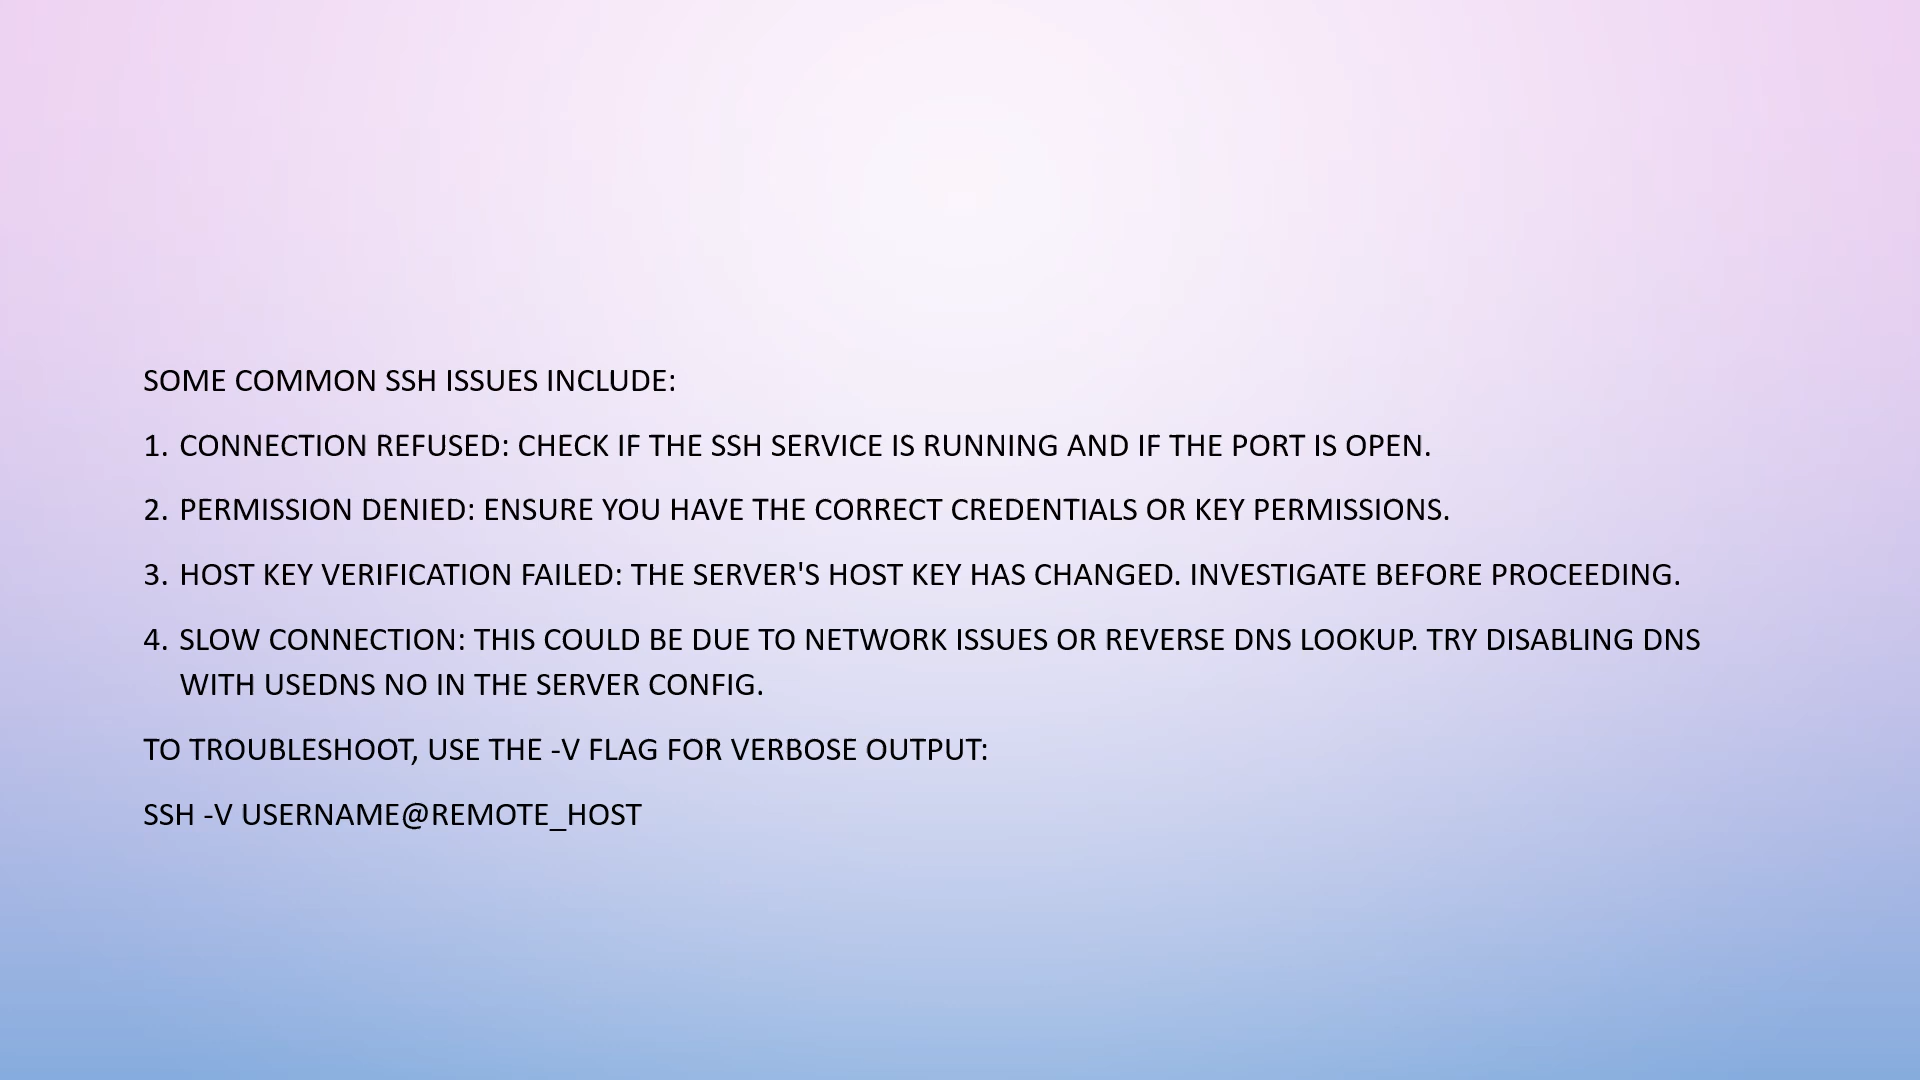 SOME COMMON SSH ISSUES INCLUDE:
1. CONNECTION REFUSED: CHECK IF THE SSH SERVICE IS RUNNING AND IF THE PORT IS OPEN.
2. PERMISSION DENIED: ENSURE YOU HAVE THE CORRECT CREDENTIALS OR KEY PERMISSIONS.
3. HOST KEY VERIFICATION FAILED: THE SERVER'S HOST KEY HAS CHANGED. INVESTIGATE BEFORE PROCEEDING.
4. SLOW CONNECTION: THIS COULD BE DUE TO NETWORK ISSUES OR REVERSE DNS LOOKUP. TRY DISABLING DNS
WITH USEDNS NO IN THE SERVER CONFIG.
TO TROUBLESHOOT, USE THE -V FLAG FOR VERBOSE OUTPUT:
SSH -V USERNAME@REMOTE_HOST